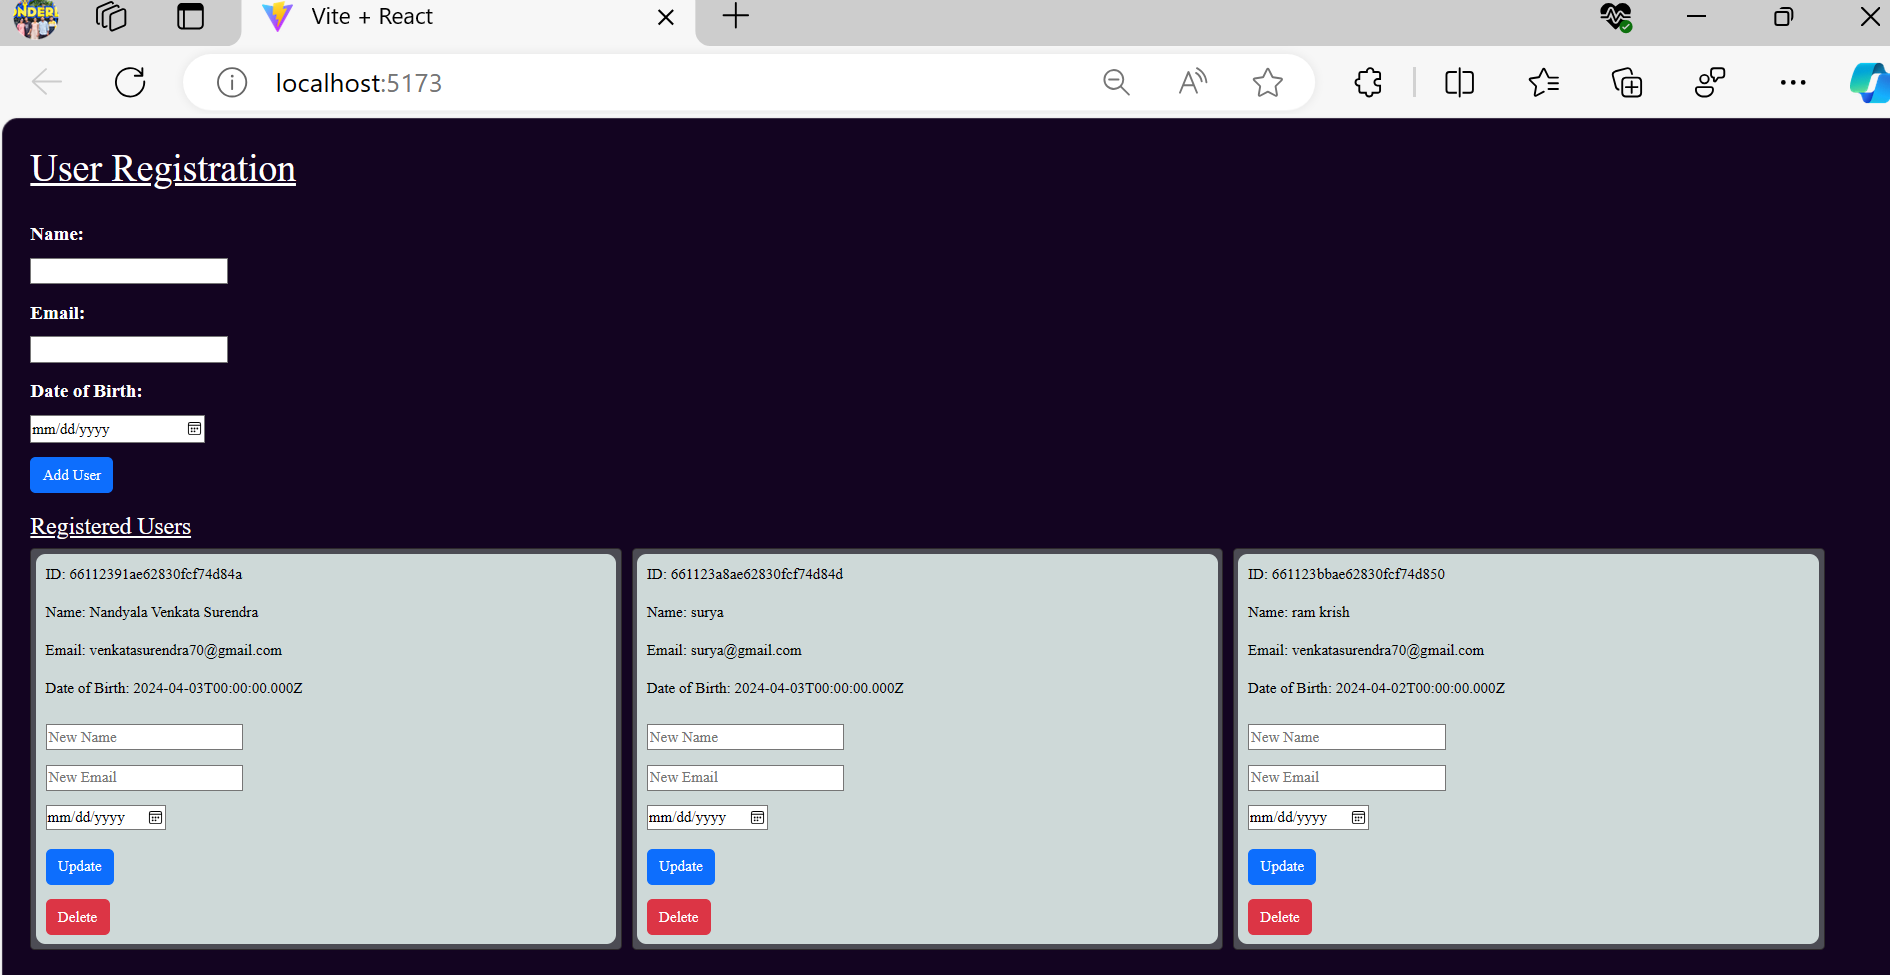 NDER
Vite + React
localhost:5173
User Registration
Name:
Email:
Date of Birth:
mm/dd/yyyy
Add User
Registered Users
ID: 66112391ae62830fcf74d84a
Name: Nandyala Venkata Surendra
Email: venkatasurendra70@gmail.com
Date of Birth: 2024-04-03T00:00:00.000Z
New Name
New Email
mm/dd/yyyy
Update
Delete
ID: 661123a8ae62830fcf74d84d
Name: surya
Email: surya@gmail.com
Date of Birth: 2024-04-03T00:00:00.000Z
New Name
New Email
mm/dd/yyyy
Update
Delete
ID: 661123bbae62830fcf74d850
Name: ram krish
Email: venkatasurendra70@gmail.com
Date of Birth: 2024-04-02T00:00:00.000Z
New Name
New Email
mm/dd/yyyy
Update
Delete